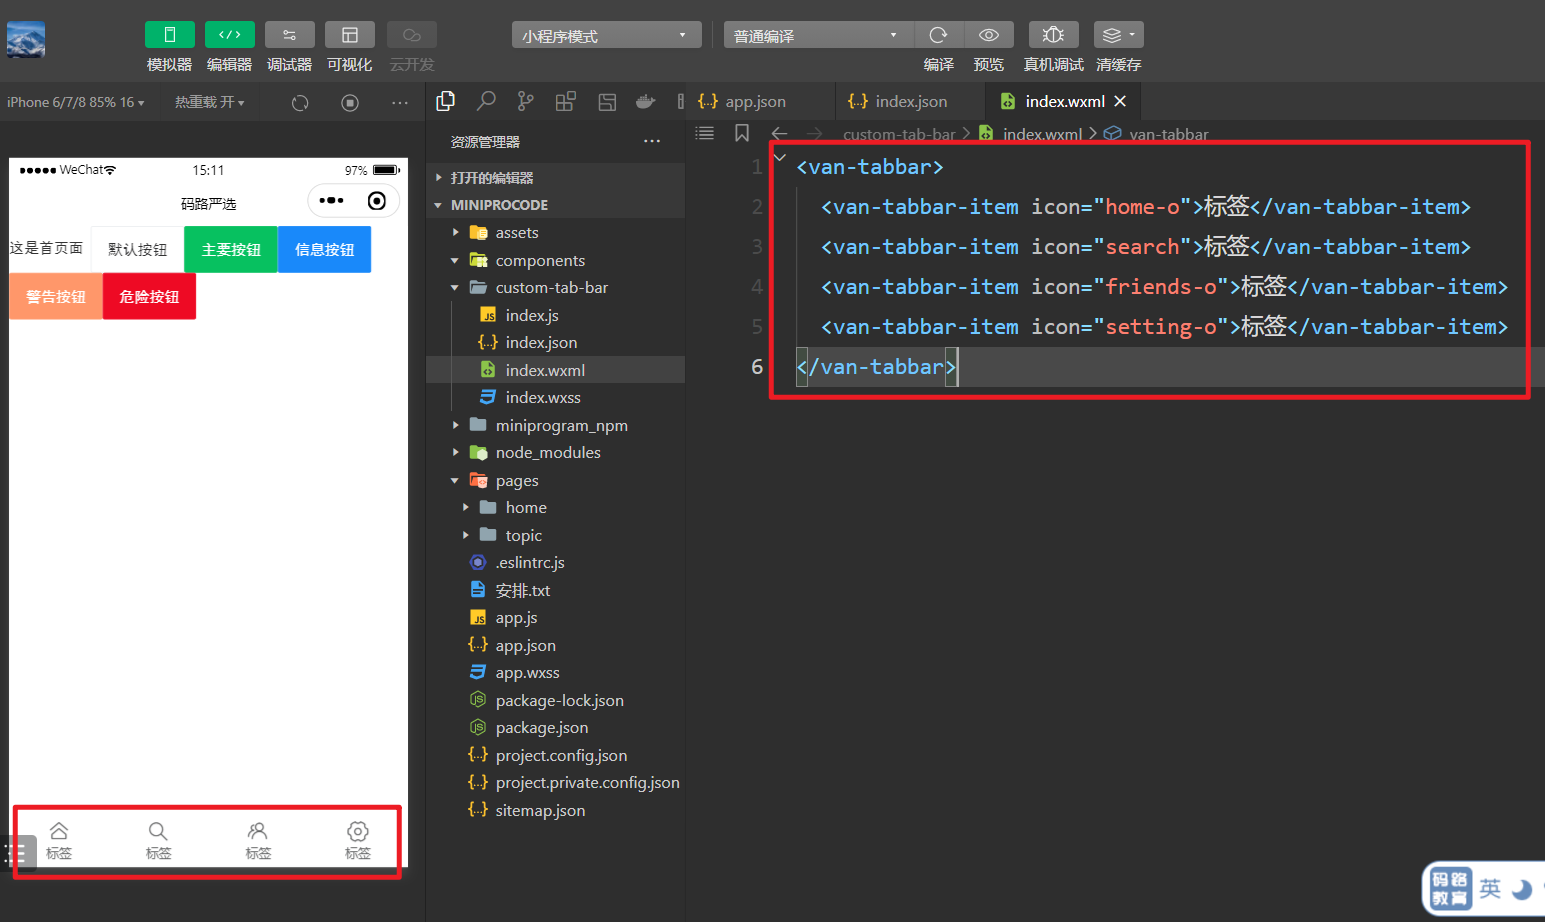 小程序模式
普通编译
模拟器 编辑器 调试器 可视化 云开发
编译 预览 真机调试 清缓存
iPhone 6/7/8 85% 16
热重载 开
WeChat
15:11
97%
码路严选
这是首页面
默认按钮
主要按钮
信息按钮
警告按钮
危险按钮
标签 标签 标签 标签
资源管理器
打开的编辑器
MINIPROCODE
assets
components
custom-tab-bar
index.js
index.json
index.wxml
index.wxss
miniprogram_npm
node_modules
pages
home
topic
.eslintrc.js
安排.txt
app.js
app.json
app.wxss
package-lock.json
package.json
project.config.json
project.private.config.json
sitemap.json
{..} app.json
{..} index.json
index.wxml
custom-tab-bar > index.wxml > van-tabbar
1 <van-tabbar>
2 <van-tabbar-item icon="home-o">标签</van-tabbar-item>
3 <van-tabbar-item icon="search">标签</van-tabbar-item>
4 <van-tabbar-item icon="friends-o">标签</van-tabbar-item>
5 <van-tabbar-item icon="setting-o">标签</van-tabbar-item>
6 </van-tabbar>
码路
教育
英